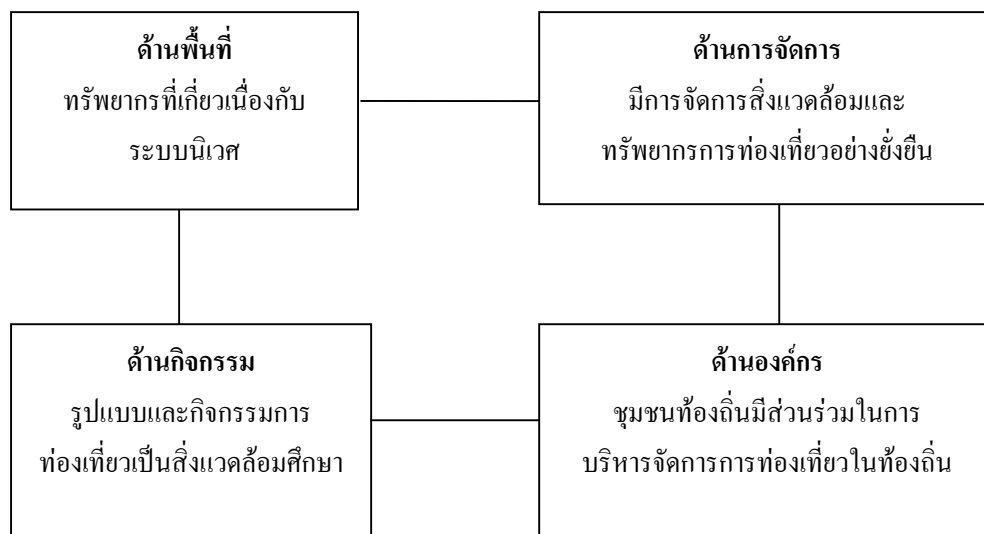 ด้านพื้นที่
ทรัพยากรที่เกี่ยวเนื่องกับ
ระบบนิเวศ
ด้านการจัดการ
มีการจัดการสิ่งแวดล้อมและ
ทรัพยากรการท่องเที่ยวอย่างยั่งยืน
ด้านกิจกรรม
รูปแบบและกิจกรรมการ
ท่องเที่ยวเป็นสิ่งแวดล้อมศึกษา
ด้านองค์กร
ชุมชนท้องถิ่นมีส่วนร่วมในการ
บริหารจัดการการท่องเที่ยวในท้องถิ่น